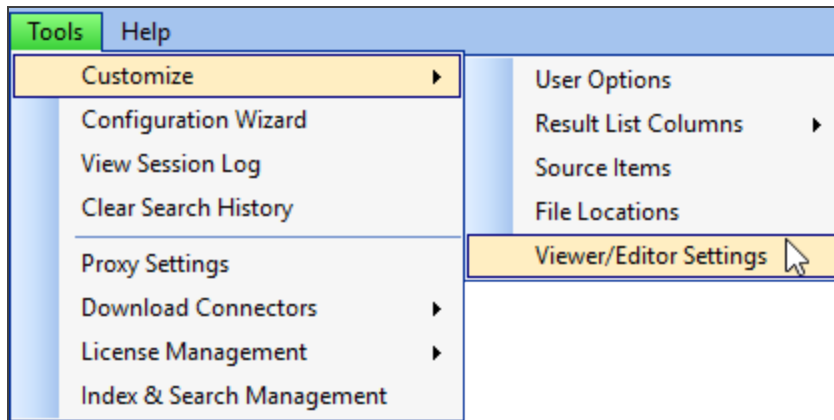 Tools Help
Customize
Configuration Wizard
View Session Log
Clear Search History
Proxy Settings
Download Connectors
License Management
Index & Search Management
User Options
Result List Columns
Source Items
File Locations
Viewer/Editor Settings